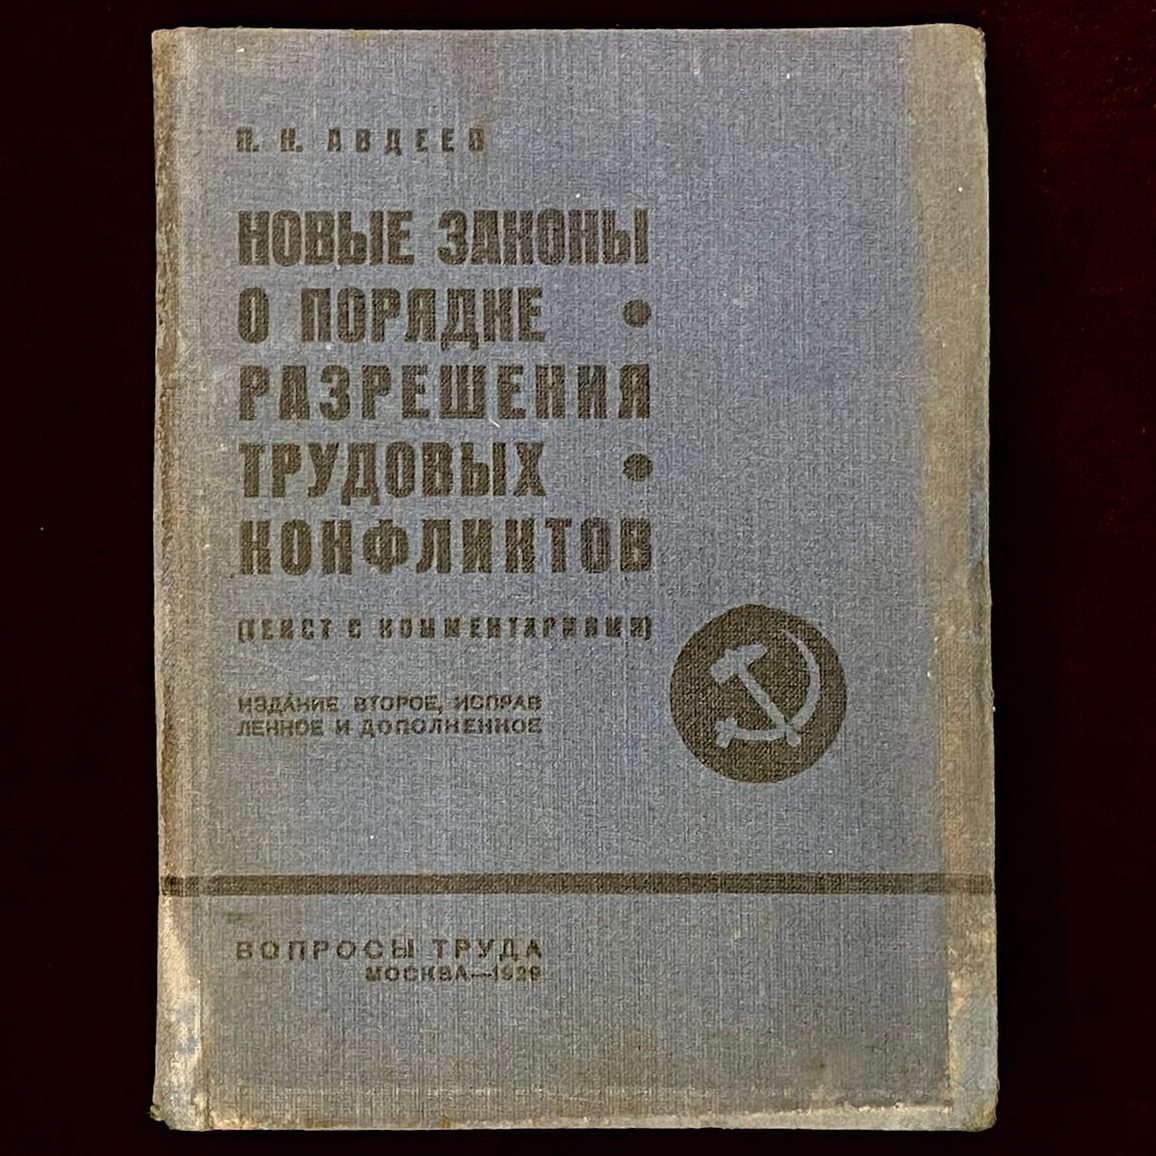 П. Н. АВДЕЕВ
НОВЫЕ ЗАКОНЫ
О ПОРЯДКЕ •
РАЗРЕШЕНИЯ
ТРУДОВЫХ •
КОНФЛИКТОВ
(ТЕКСТ С КОММЕНТАРИЯМИ)
ИЗДАНИЕ ВТОРОЕ, ИСПРАВ
ЛЕННОЕ И ДОПОЛНЕННОЕ
ВОПРОСЫ ТРУДА
МОСКВА—1929